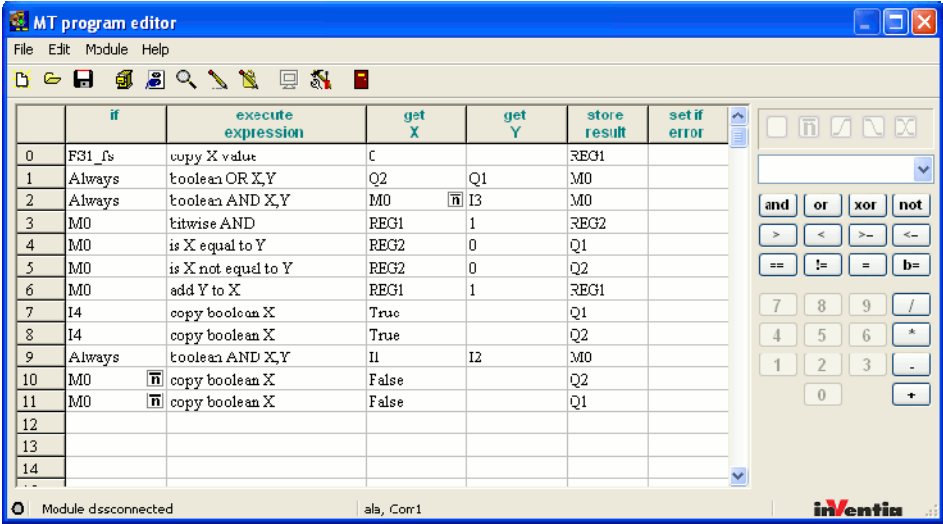 MT program editor
File Edit Module Help
if execute expression get X get Y store result set if error
0 FS1_fs copy X value 0 REG1
1 Always boolean OR X,Y Q2 Q1 M0
2 Always boolean AND X,Y M0 n I3 M0
3 M0 bitwise AND REG1 1 REG2
4 M0 is X equal to Y REG2 0 Q1
5 M0 is X not equal to Y REG2 0 Q2
6 M0 add Y to X REG1 1 REG1
7 I4 copy boolean X True Q1
8 I4 copy boolean X True Q2
9 Always boolean AND X,Y I1 I2 M0
10 M0 n copy boolean X False Q2
11 M0 n copy boolean X False Q1
12
13
14
n
and or xor not
> < >= <=
== != = b=
7 8 9 /
4 5 6 *
1 2 3 -
0 +
Module dssconnected ala, Com1 inVentia